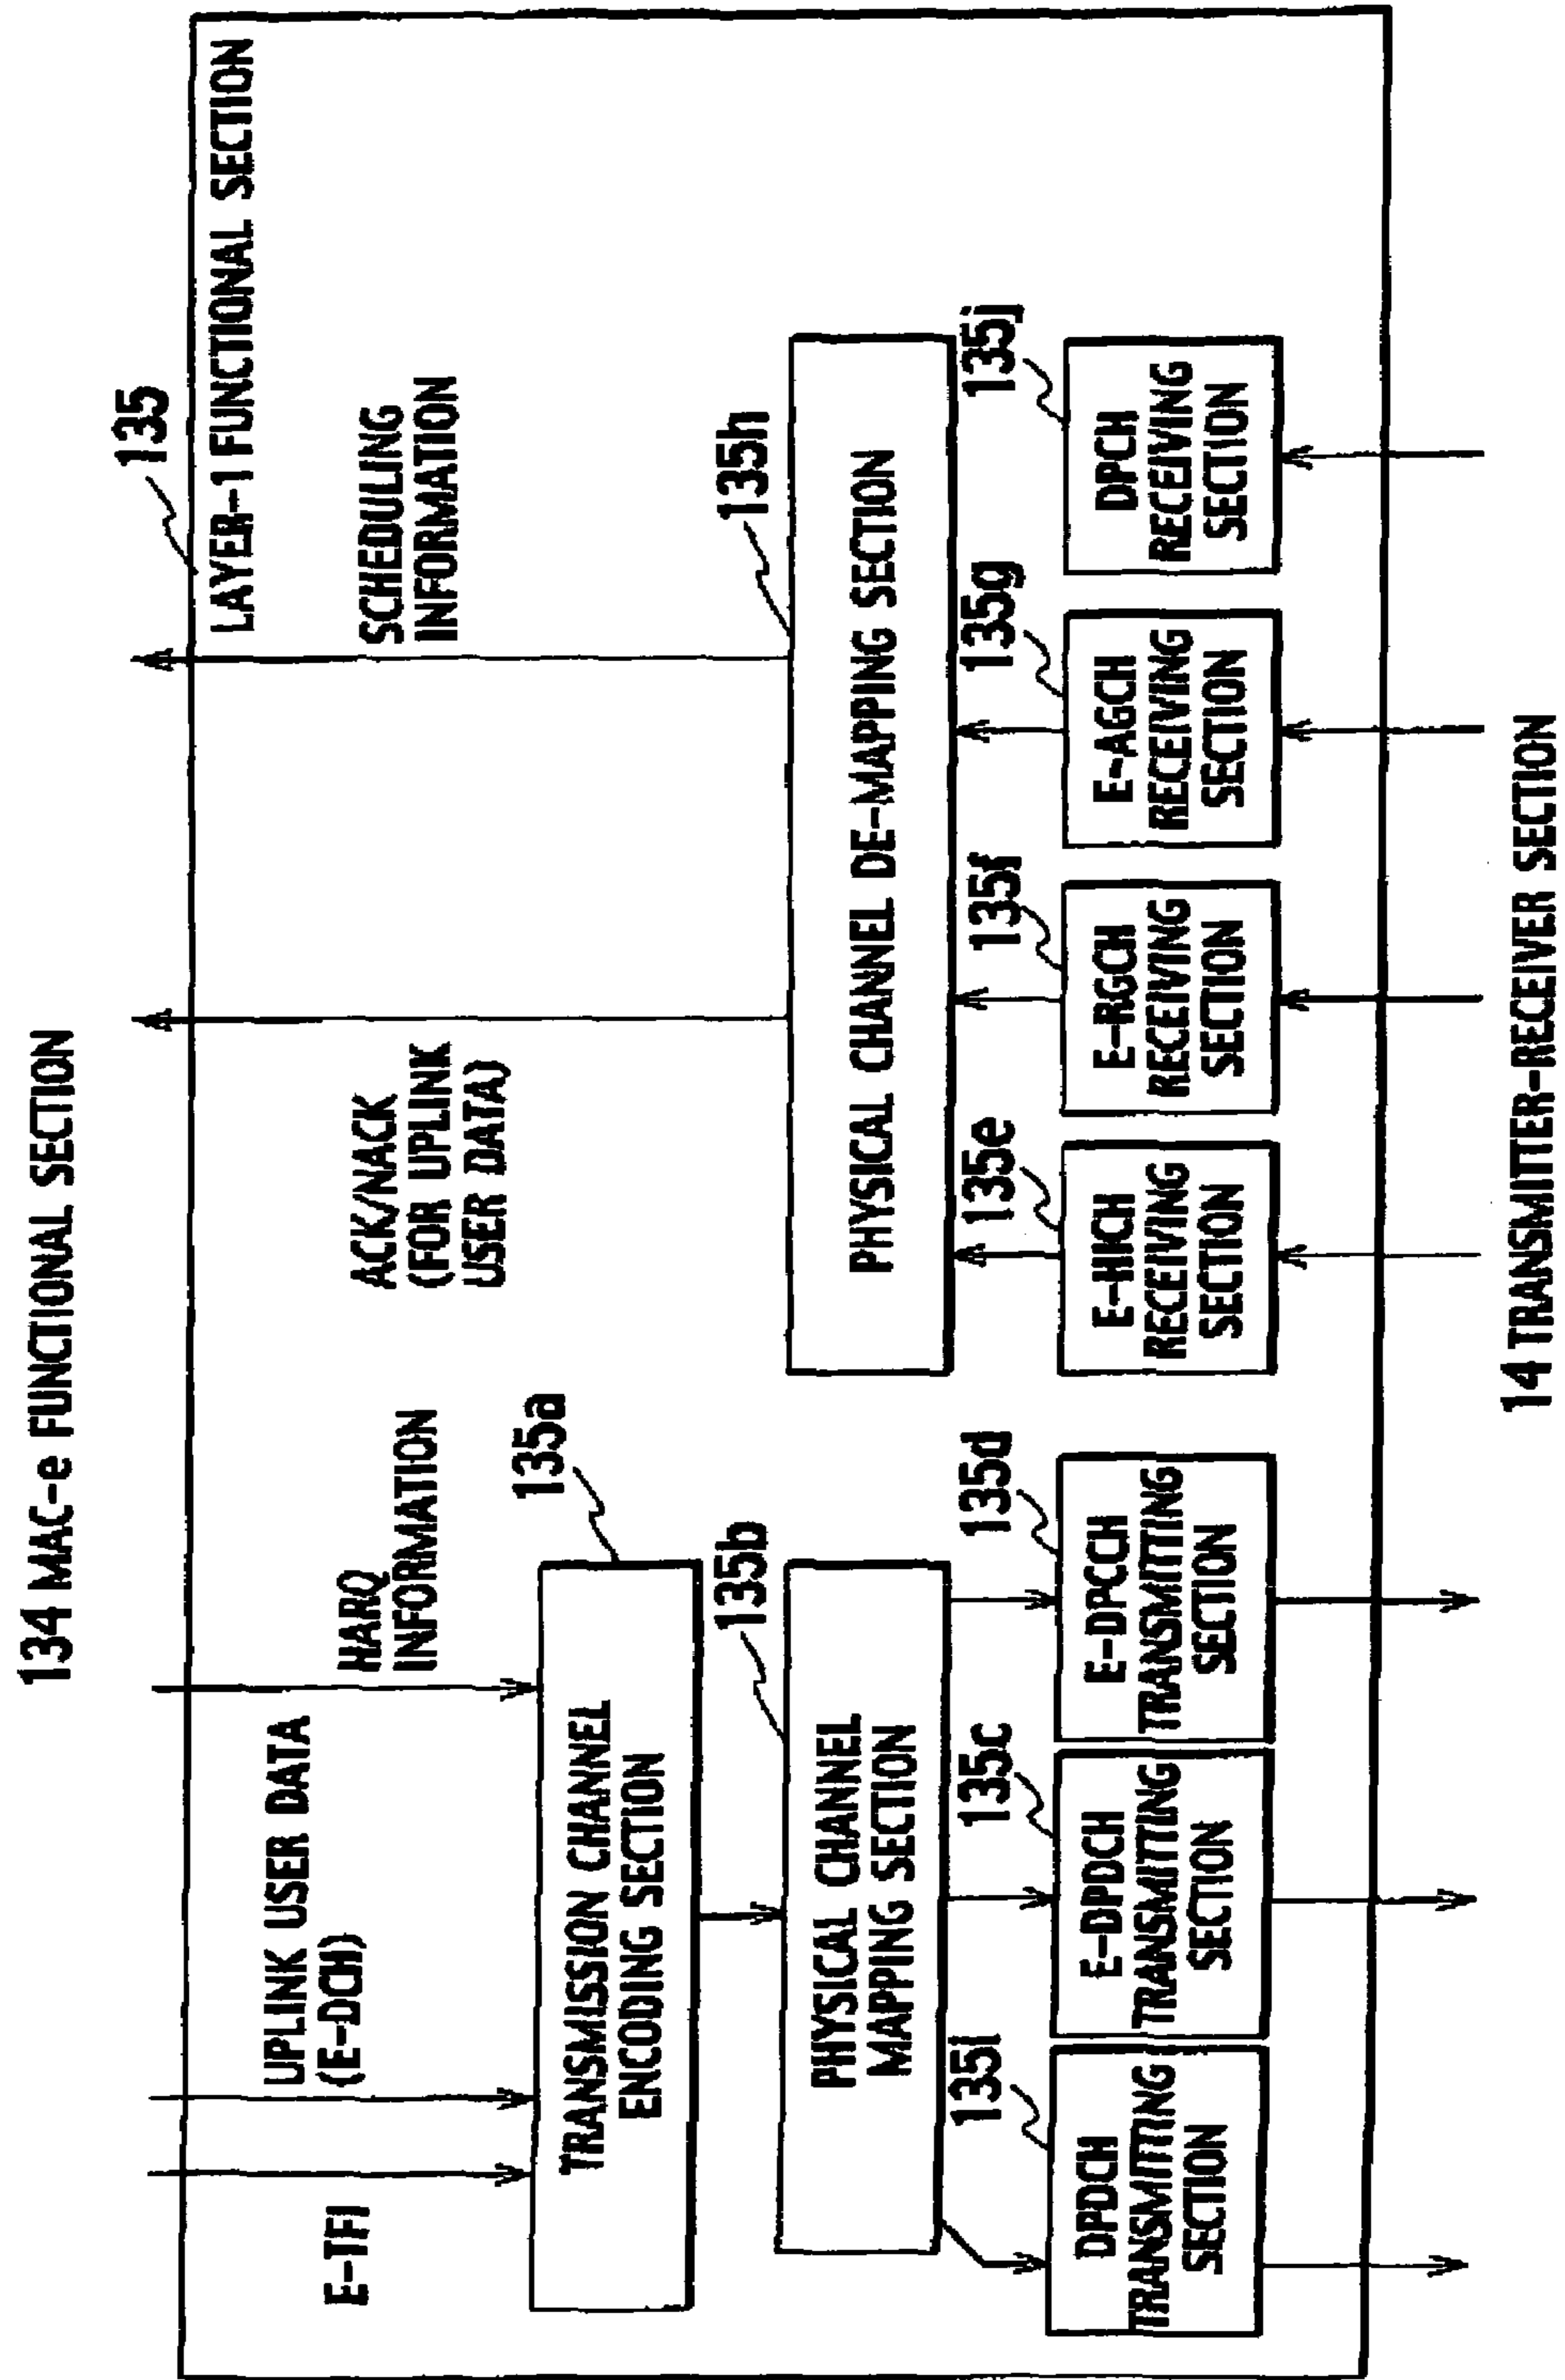 134 MAC-e FUNCTIONAL SECTION
135
LAYER-1 FUNCTIONAL SECTION
E-TFI
UPLINK USER DATA
(E-DCH)
HARQ
INFORMATION
ACK/NACK
(FOR UPLINK
USER DATA)
SCHEDULING
INFORMATION
135a
TRANSMISSION CHANNEL
ENCODING SECTION
135b
PHYSICAL CHANNEL
MAPPING SECTION
135h
PHYSICAL CHANNEL DE-MAPPING SECTION
135i
DPDCH
TRANSMITTING
SECTION
135c
E-DPDCH
TRANSMITTING
SECTION
135d
E-DPCCH
TRANSMITTING
SECTION
135e
E-HICH
RECEIVING
SECTION
135f
E-RGCH
RECEIVING
SECTION
135g
E-AGCH
RECEIVING
SECTION
135j
DPCH
RECEIVING
SECTION
14 TRANSMITTER-RECEIVER SECTION